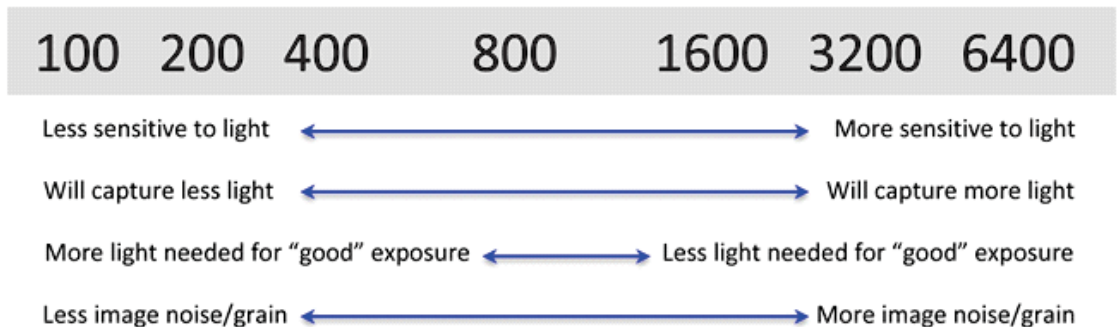 100 200 400 800 1600 3200 6400
Less sensitive to light More sensitive to light
Will capture less light Will capture more light
More light needed for “good” exposure Less light needed for “good” exposure
Less image noise/grain More image noise/grain